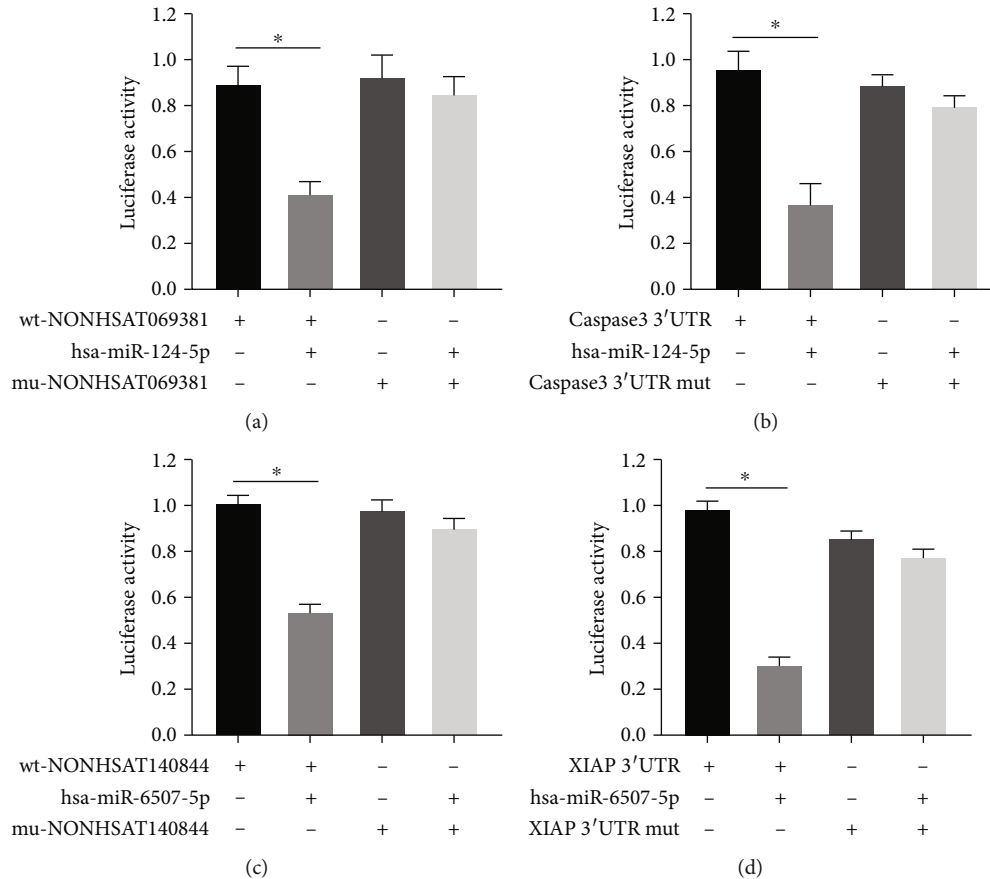 *
1.2
1.0
0.8
0.6
0.4
0.2
0.0
Luciferase activity
wt-NONHSAT069381 + + – –
hsa-miR-124-5p – + – +
mu-NONHSAT069381 – – + +
(a)
*
1.2
1.0
0.8
0.6
0.4
0.2
0.0
Luciferase activity
Caspase3 3′UTR + + – –
hsa-miR-124-5p – + – +
Caspase3 3′UTR mut – – + +
(b)
*
1.2
1.0
0.8
0.6
0.4
0.2
0.0
Luciferase activity
wt-NONHSAT140844 + + – –
hsa-miR-6507-5p – + – +
mu-NONHSAT140844 – – + +
(c)
*
1.2
1.0
0.8
0.6
0.4
0.2
0.0
Luciferase activity
XIAP 3′UTR + + – –
hsa-miR-6507-5p – + – +
XIAP 3′UTR mut – – + +
(d)